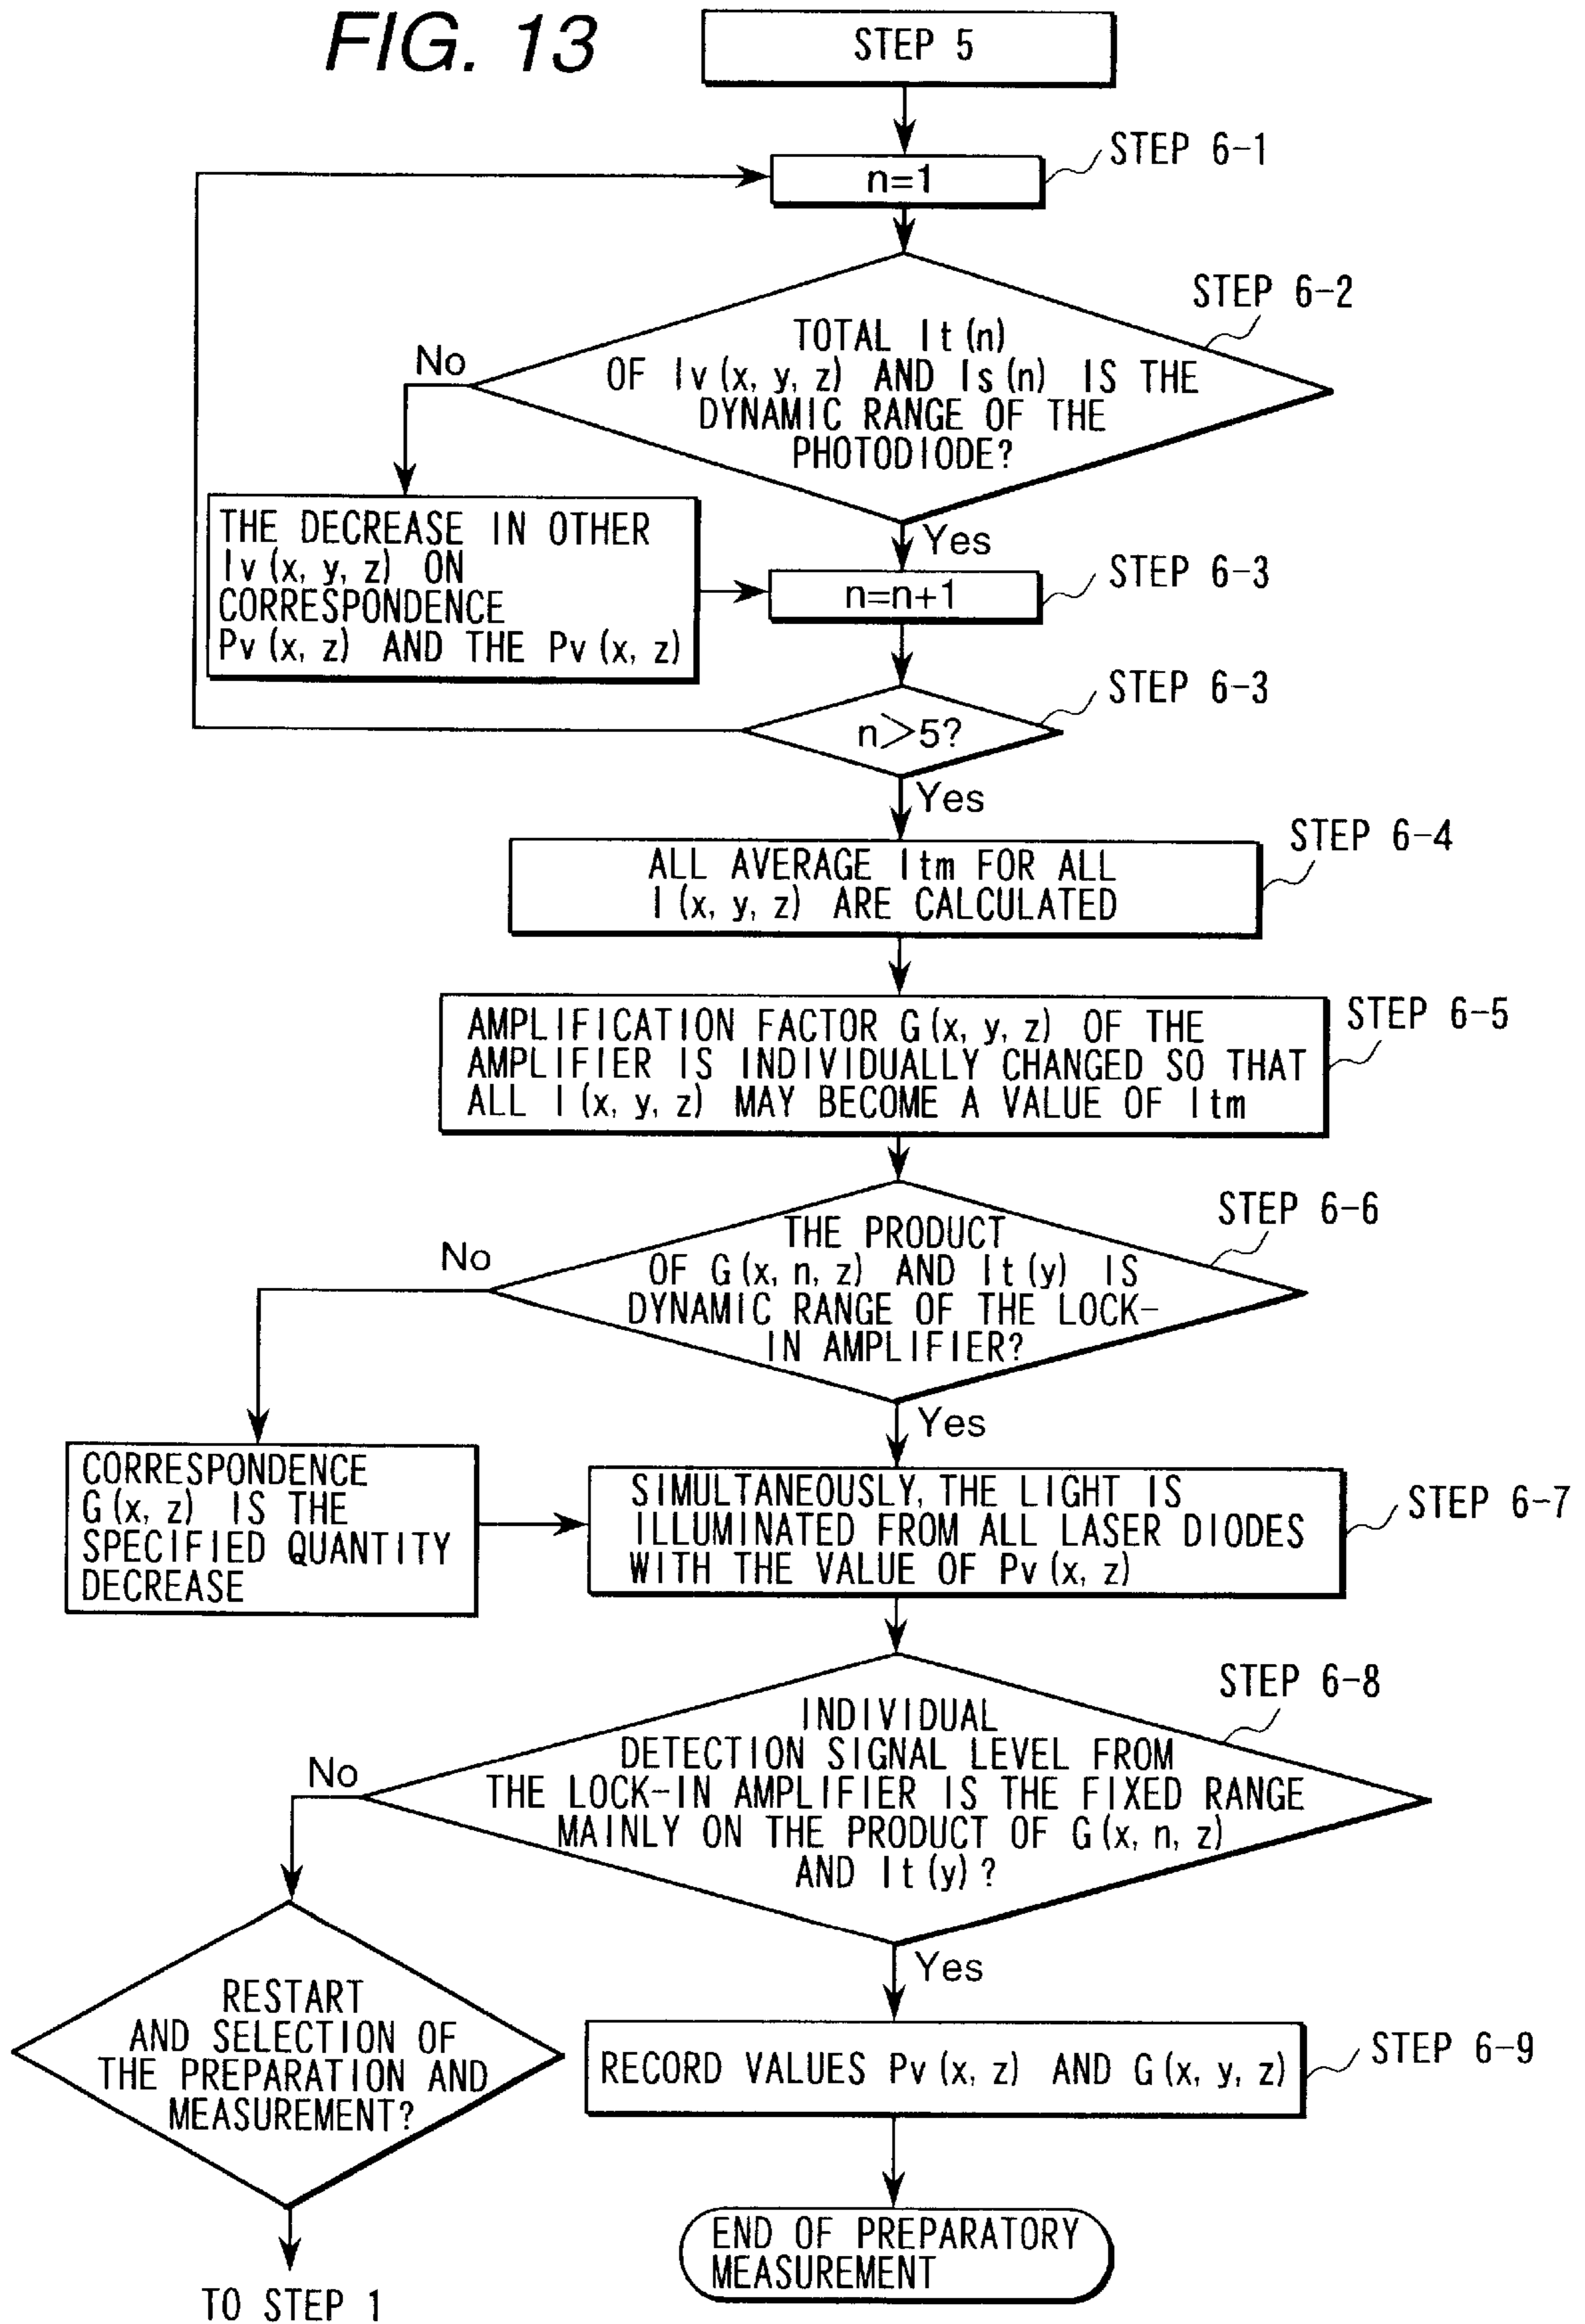 FIG. 13
STEP 5
STEP 6-1
n=1
STEP 6-2
TOTAL It(n)
OF Iv(x, y, z) AND Is(n) IS THE
DYNAMIC RANGE OF THE
PHOTODIODE?
No
Yes
THE DECREASE IN OTHER
Iv(x, y, z) ON
CORRESPONDENCE
Pv(x, z) AND THE Pv(x, z)
STEP 6-3
n=n+1
STEP 6-3
n>5?
Yes
STEP 6-4
ALL AVERAGE Itm FOR ALL
I(x, y, z) ARE CALCULATED
STEP 6-5
AMPLIFICATION FACTOR G(x, y, z) OF THE
AMPLIFIER IS INDIVIDUALLY CHANGED SO THAT
ALL I(x, y, z) MAY BECOME A VALUE OF Itm
STEP 6-6
THE PRODUCT
OF G(x, n, z) AND It(y) IS
DYNAMIC RANGE OF THE LOCK-
IN AMPLIFIER?
No
Yes
CORRESPONDENCE
G(x, z) IS THE
SPECIFIED QUANTITY
DECREASE
SIMULTANEOUSLY, THE LIGHT IS
ILLUMINATED FROM ALL LASER DIODES
WITH THE VALUE OF Pv(x, z)
STEP 6-7
STEP 6-8
INDIVIDUAL
DETECTION SIGNAL LEVEL FROM
THE LOCK-IN AMPLIFIER IS THE FIXED RANGE
MAINLY ON THE PRODUCT OF G(x, n, z)
AND It(y)?
No
Yes
RESTART
AND SELECTION OF
THE PREPARATION AND
MEASUREMENT?
TO STEP 1
STEP 6-9
RECORD VALUES Pv(x, z) AND G(x, y, z)
END OF PREPARATORY
MEASUREMENT